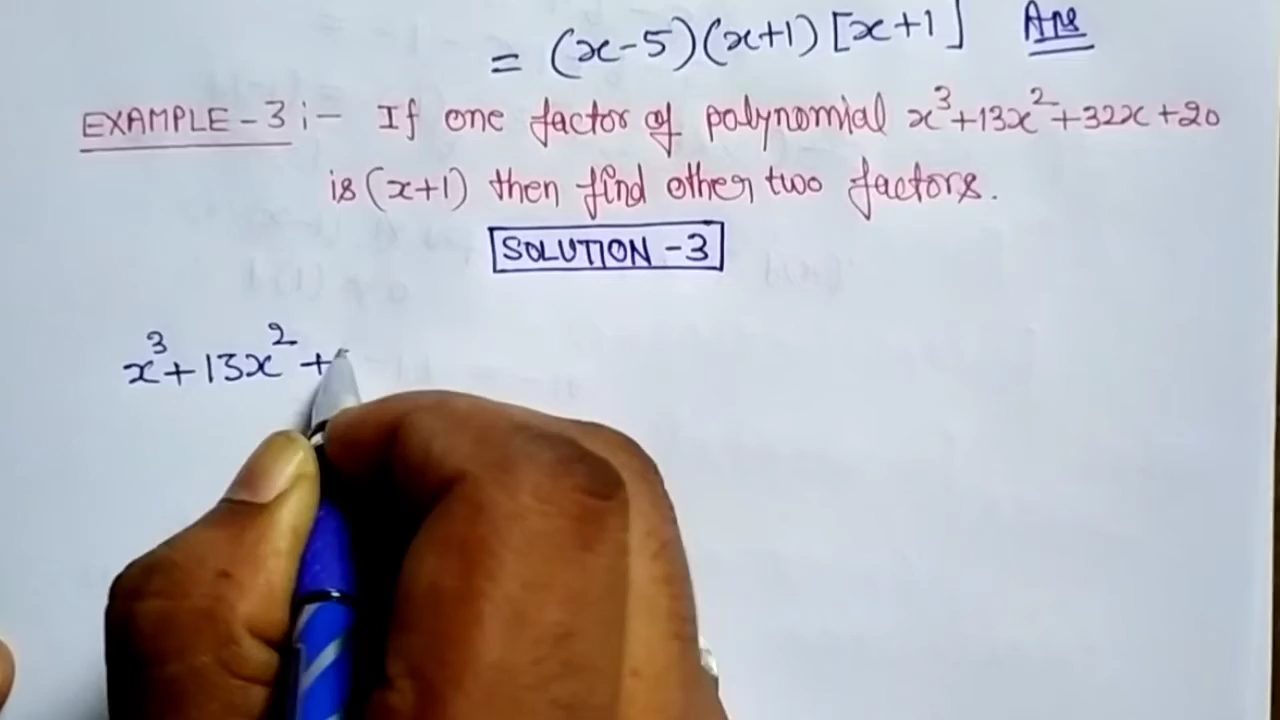 = (x-5)(x+1)[x+1] Ans
EXAMPLE-3 :- If one factor of polynomial x³+13x²+32x+20
is (x+1) then find other two factors.
SOLUTION-3
x³+13x²+